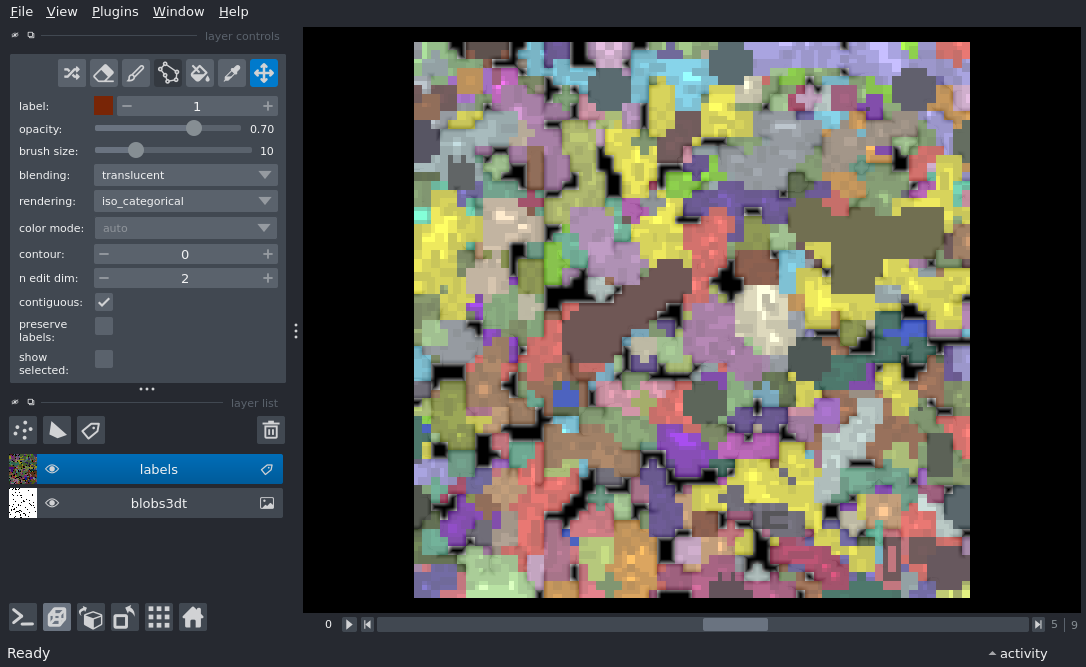 File View Plugins Window Help
layer controls
label: 1
opacity: 0.70
brush size: 10
blending: translucent
rendering: iso_categorical
color mode: auto
contour: 0
n edit dim: 2
contiguous:
preserve
labels:
show
selected:
layer list
labels
blobs3dt
0 5 9
Ready activity